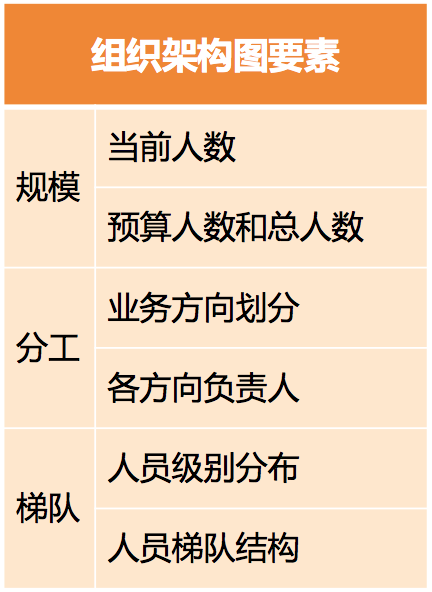 组织架构图要素
规模
当前人数
预算人数和总人数
分工
业务方向划分
各方向负责人
梯队
人员级别分布
人员梯队结构